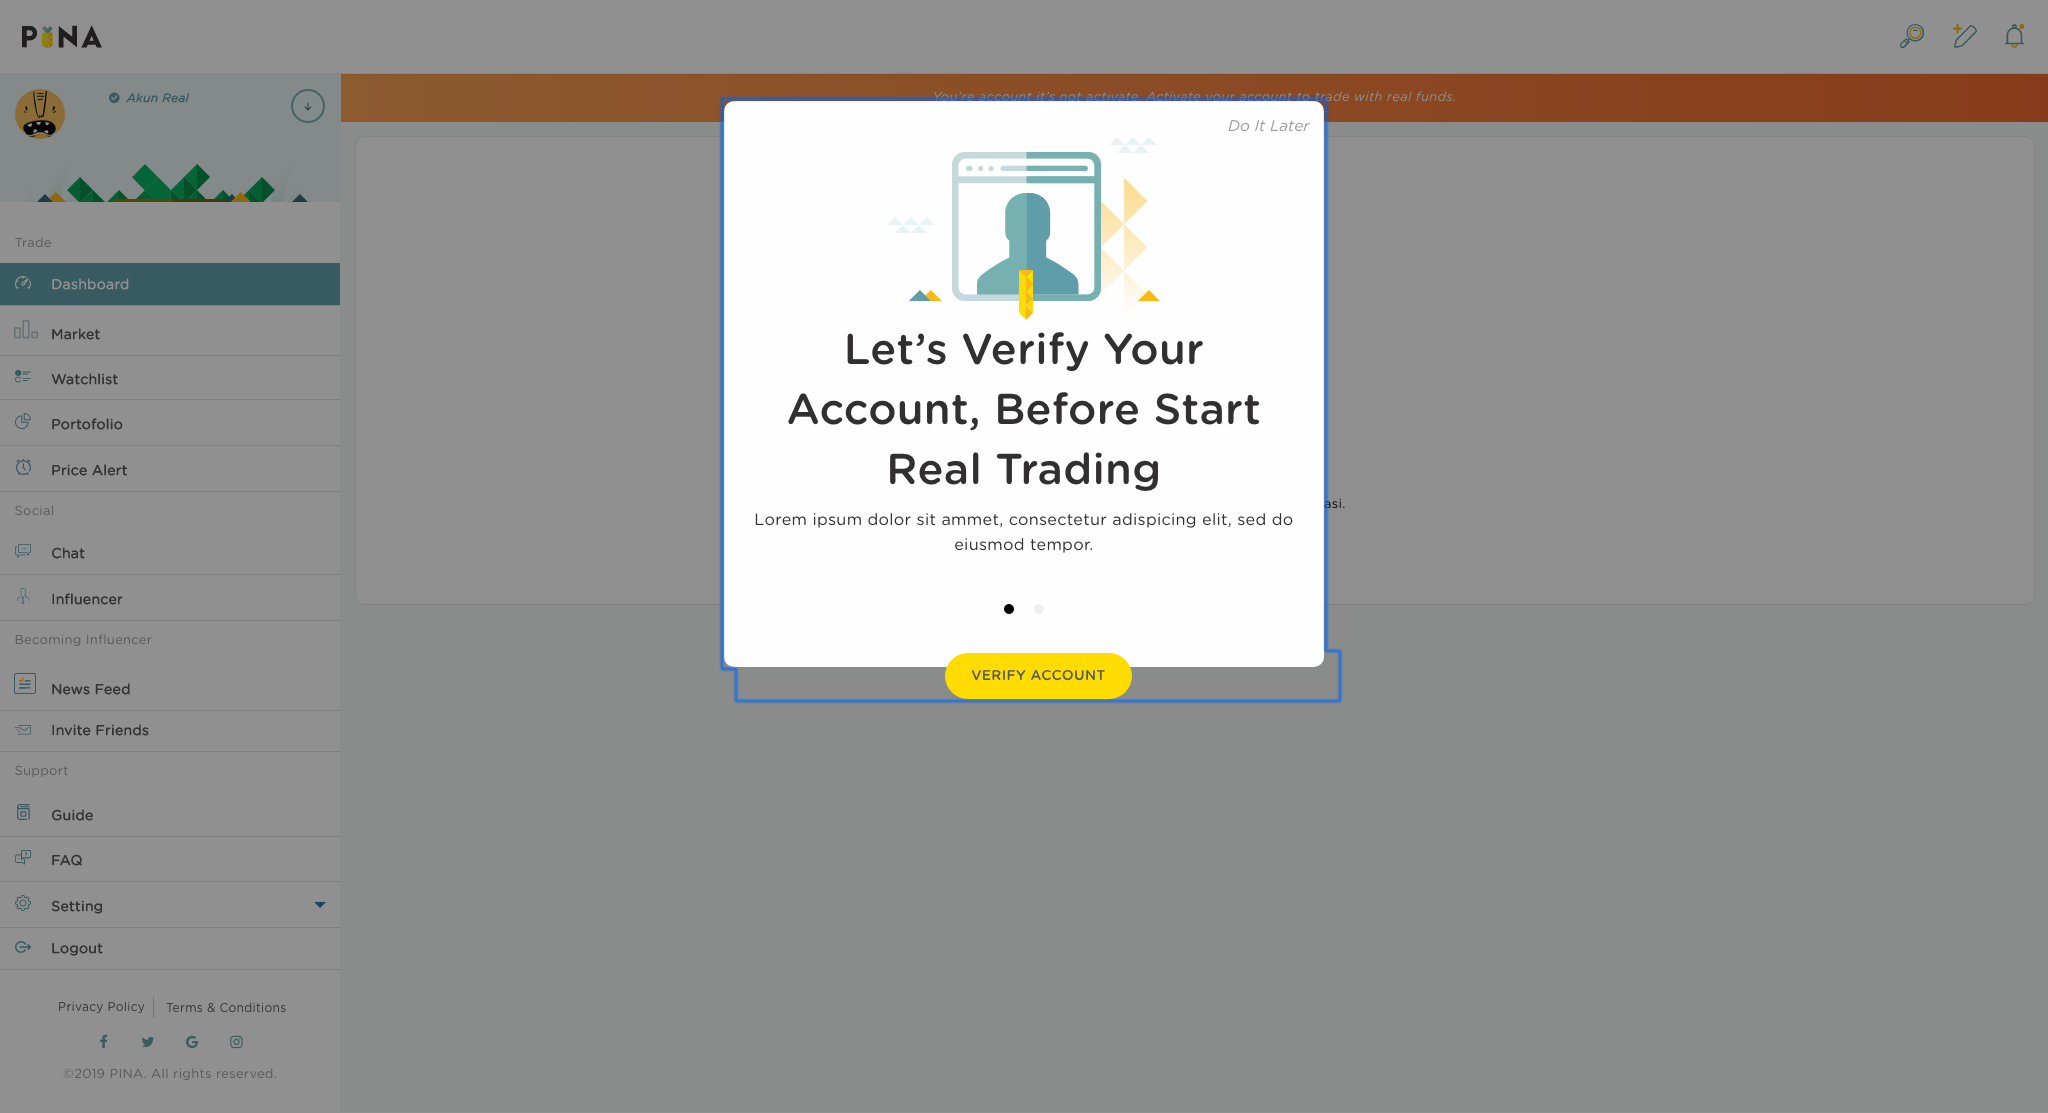 PINA
Akun Real
You're account it's not activate. Activate your account to trade with real funds.
Do It Later
Let's Verify Your
Account, Before Start
Real Trading
Lorem ipsum dolor sit ammet, consectetur adispicing elit, sed do
eiusmod tempor.
VERIFY ACCOUNT
asi.
Trade
Dashboard
Market
Watchlist
Portofolio
Price Alert
Social
Chat
Influencer
Becoming Influencer
News Feed
Invite Friends
Support
Guide
FAQ
Setting
Logout
Privacy Policy
Terms & Conditions
©2019 PINA. All rights reserved.